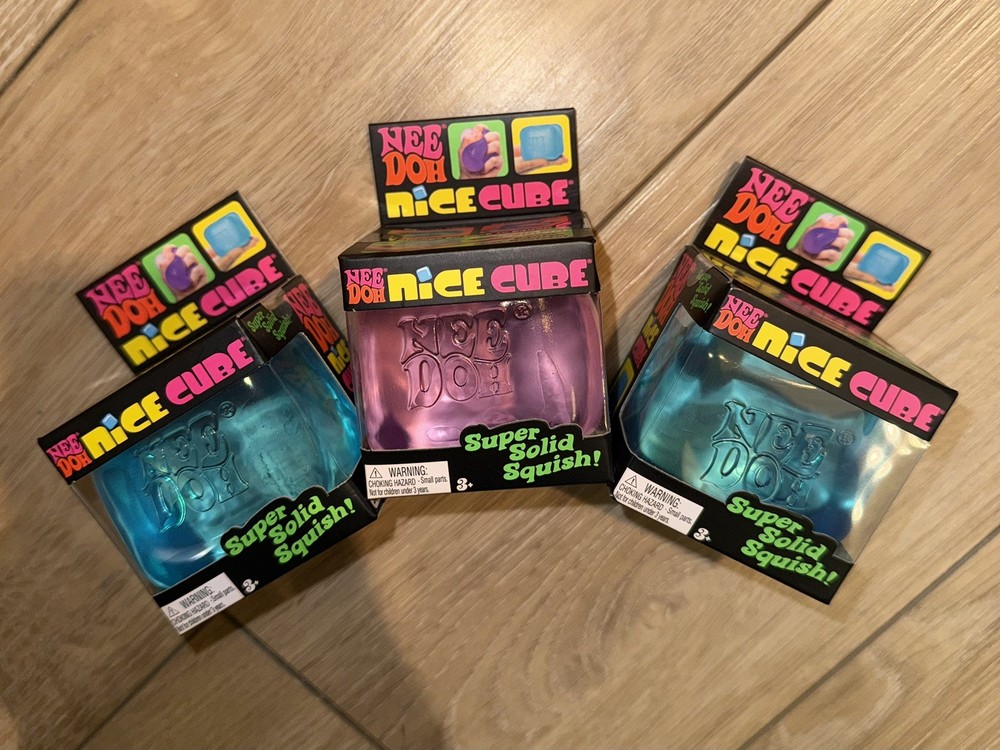 NEE
DOH
NiCE CUBE
NEE
DOH
NiCE CUBE
Super Solid
Squish!
NEE
DOH®
Super
Solid
Squish!
WARNING:
CHOKING HAZARD - Small parts.
Not for children under 3 years.
3+
NEE
DOH
NiCE CUBE®
NEE
DOH
NiCE CUBE®
NEE®
DOH
Super
Solid
Squish!
WARNING:
CHOKING HAZARD - Small parts.
Not for children under 3 years.
3+
NEE
DOH
NiCE CUBE
NEE
DOH
NiCE CUBE®
NEE®
DOH
Super
Solid
Squish!
WARNING:
CHOKING HAZARD - Small parts.
Not for children under 3 years.
3+